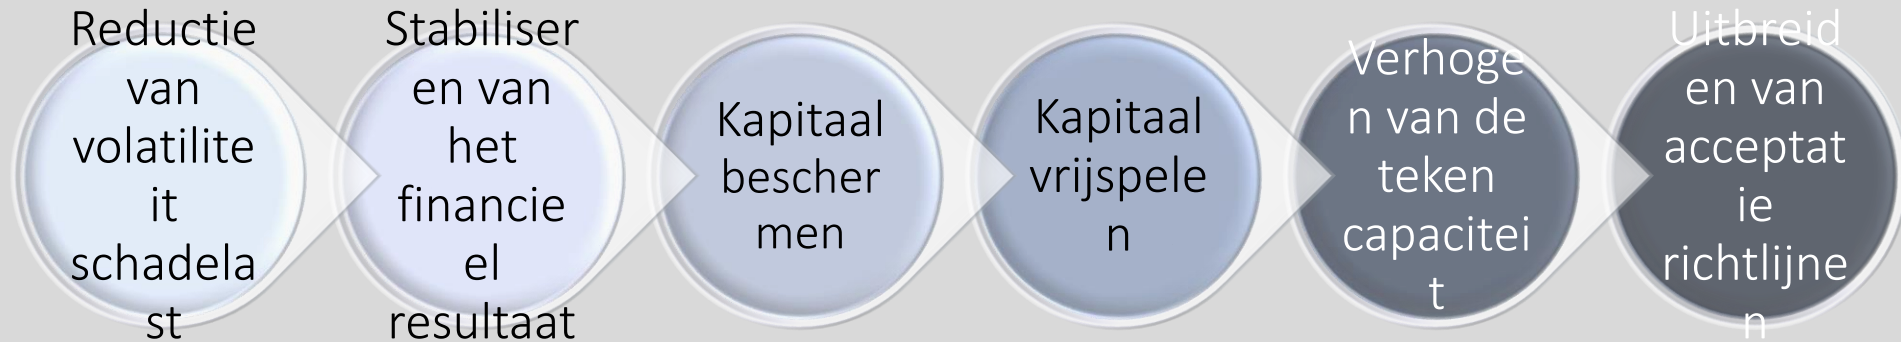 Reductie
van
volatilite
it
schadela
st
Stabiliser
en van
het
financie
el
resultaat
Kapitaal
bescher
men
Kapitaal
vrijspele
n
Verhoge
n van de
teken
capacitei
t
Uitbreid
en van
acceptat
ie
richtlijne
n